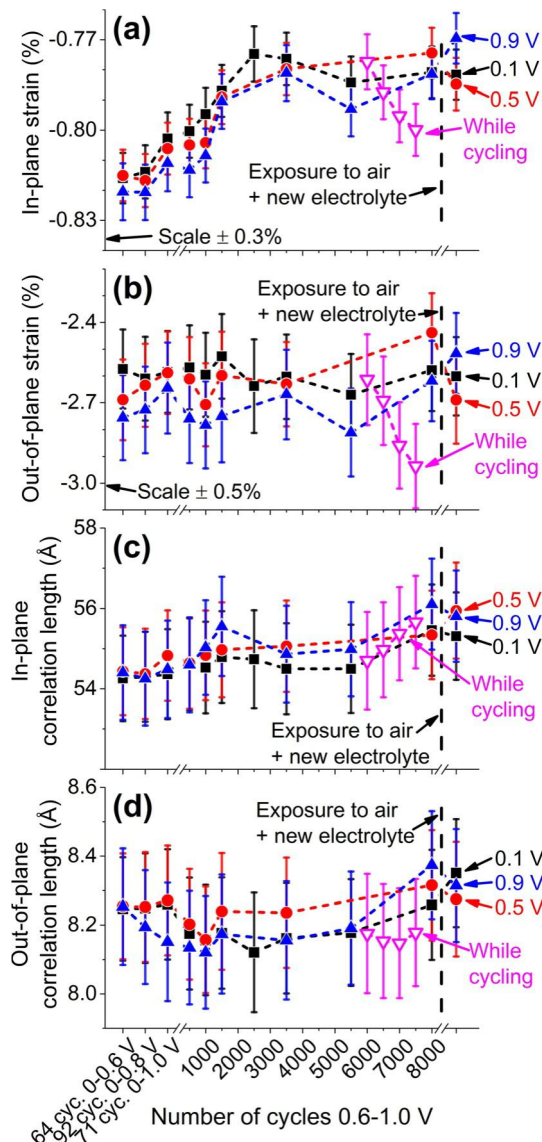 (a)
In-plane strain (%)
-0.77
-0.80
-0.83
0.9 V
0.1 V
0.5 V
While
cycling
Exposure to air
+ new electrolyte
Scale ± 0.3%
(b)
Out-of-plane strain (%)
-2.4
-2.7
-3.0
Exposure to air
+ new electrolyte
0.9 V
0.1 V
0.5 V
While
cycling
Scale ± 0.5%
(c)
In-plane
correlation length (Å)
58
56
54
0.5 V
0.9 V
0.1 V
While
cycling
Exposure to air
+ new electrolyte
(d)
Out-of-plane
correlation length (Å)
8.6
8.4
8.2
8.0
Exposure to air
+ new electrolyte
0.1 V
0.9 V
0.5 V
While
cycling
64 cyc. 0-0.6 V
92 cyc. 0-0.8 V
71 cyc. 0-1.0 V
1000
2000
3000
4000
5000
6000
7000
8000
Number of cycles 0.6-1.0 V